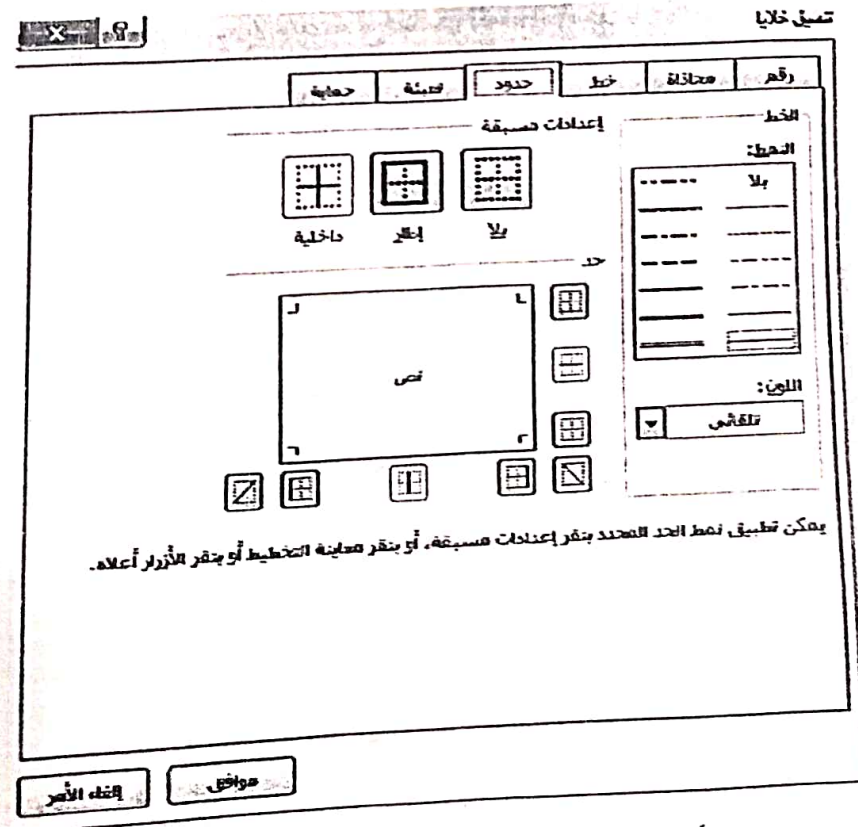 تنسيق خلايا
رقم محاذاة خط حدود تعبئة حماية
الخط
النمط:
بلا
اللون:
تلقائي
إعدادات مسبقة
بلا إطار داخلية
حد
نص
يمكن تطبيق نمط الحد المحدد بنقر إعدادات مسبقة، أو بنقر معاينة التخطيط أو بنقر الأزرار أعلاه.
موافق إلغاء الأمر